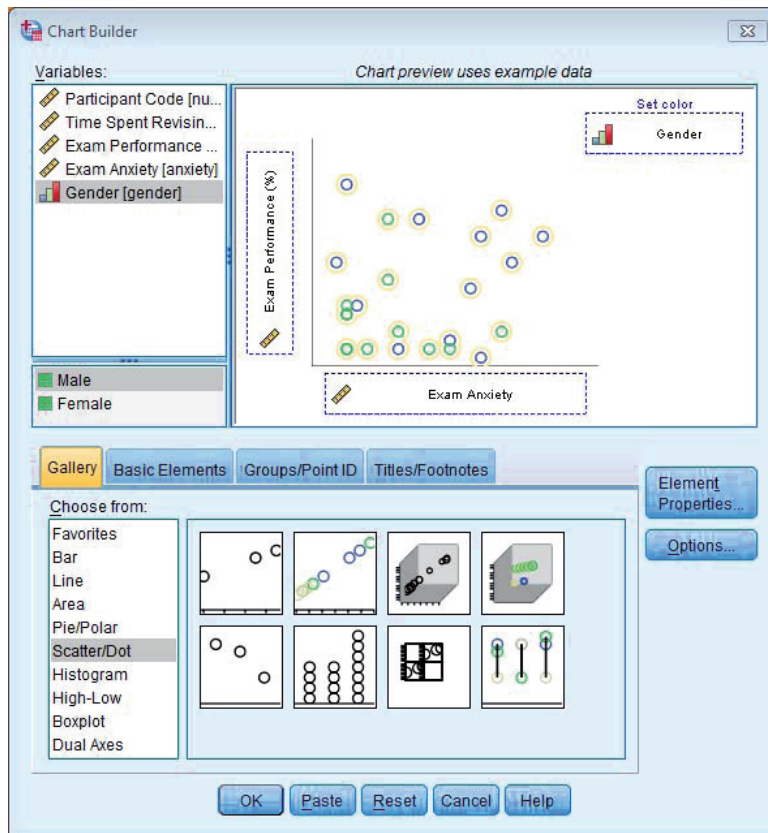 Chart Builder
Variables:
Chart preview uses example data
Participant Code [nu...
Time Spent Revisin...
Exam Performance ...
Exam Anxiety [anxiety]
Gender [gender]
Male
Female
Set color
Gender
Exam Performance (%)
Exam Anxiety
Gallery
Basic Elements
Groups/Point ID
Titles/Footnotes
Choose from:
Favorites
Bar
Line
Area
Pie/Polar
Scatter/Dot
Histogram
High-Low
Boxplot
Dual Axes
Element
Properties...
Options...
OK
Paste
Reset
Cancel
Help